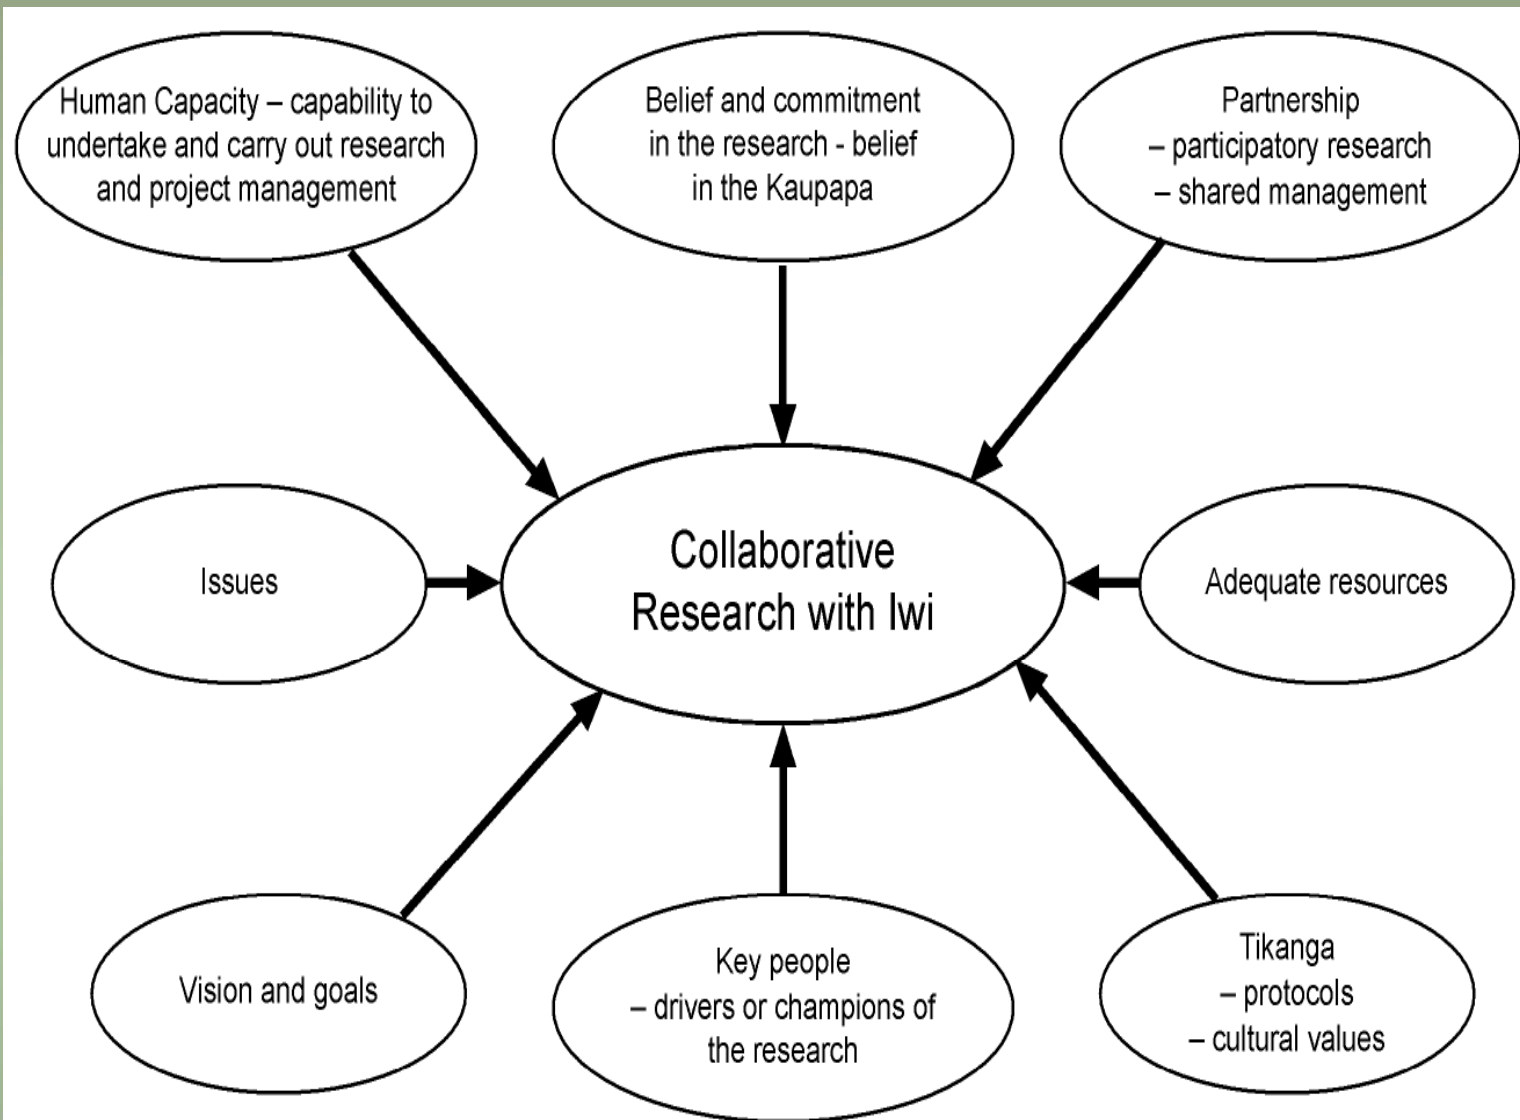 Human Capacity – capability to
undertake and carry out research
and project management
Belief and commitment
in the research - belief
in the Kaupapa
Partnership
– participatory research
– shared management
Issues
Collaborative
Research with Iwi
Adequate resources
Vision and goals
Key people
– drivers or champions of
the research
Tikanga
– protocols
– cultural values